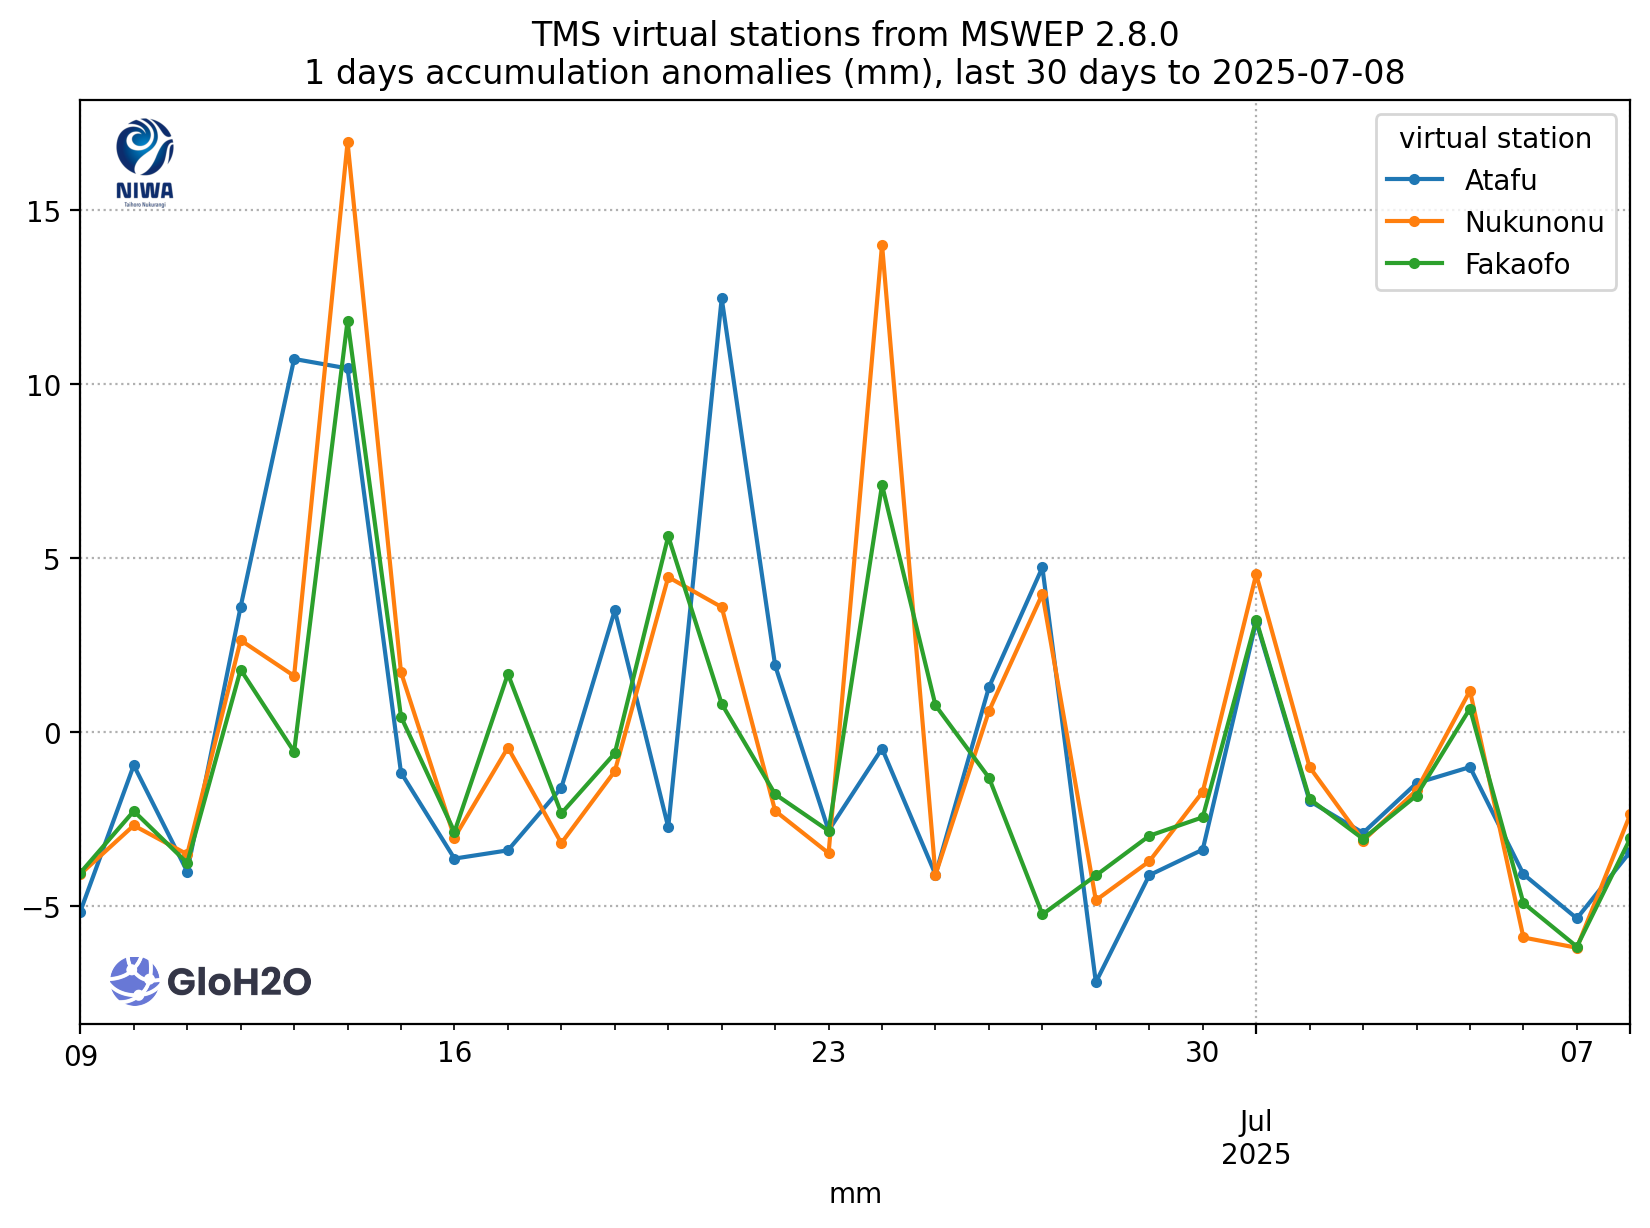 TMS virtual stations from MSWEP 2.8.0
1 days accumulation anomalies (mm), last 30 days to 2025-07-08
NIWA
Taihoro Nukurangi
virtual station
Atafu
Nukunonu
Fakaofo
15
10
5
0
−5
GloH2O
09
16
23
30
07
Jul
2025
mm